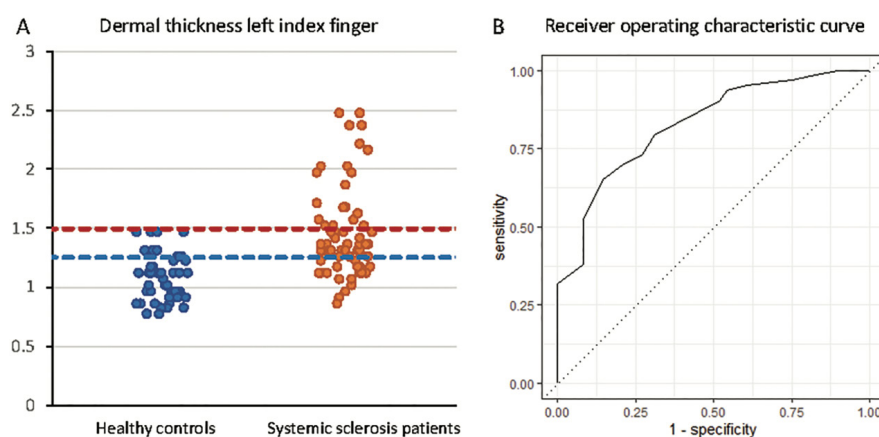 A Dermal thickness left index finger
3
2.5
2
1.5
1
0.5
0
Healthy controls Systemic sclerosis patients
B Receiver operating characteristic curve
sensitivity
1.00
0.75
0.50
0.25
0.00
0.00 0.25 0.50 0.75 1.00
1 - specificity